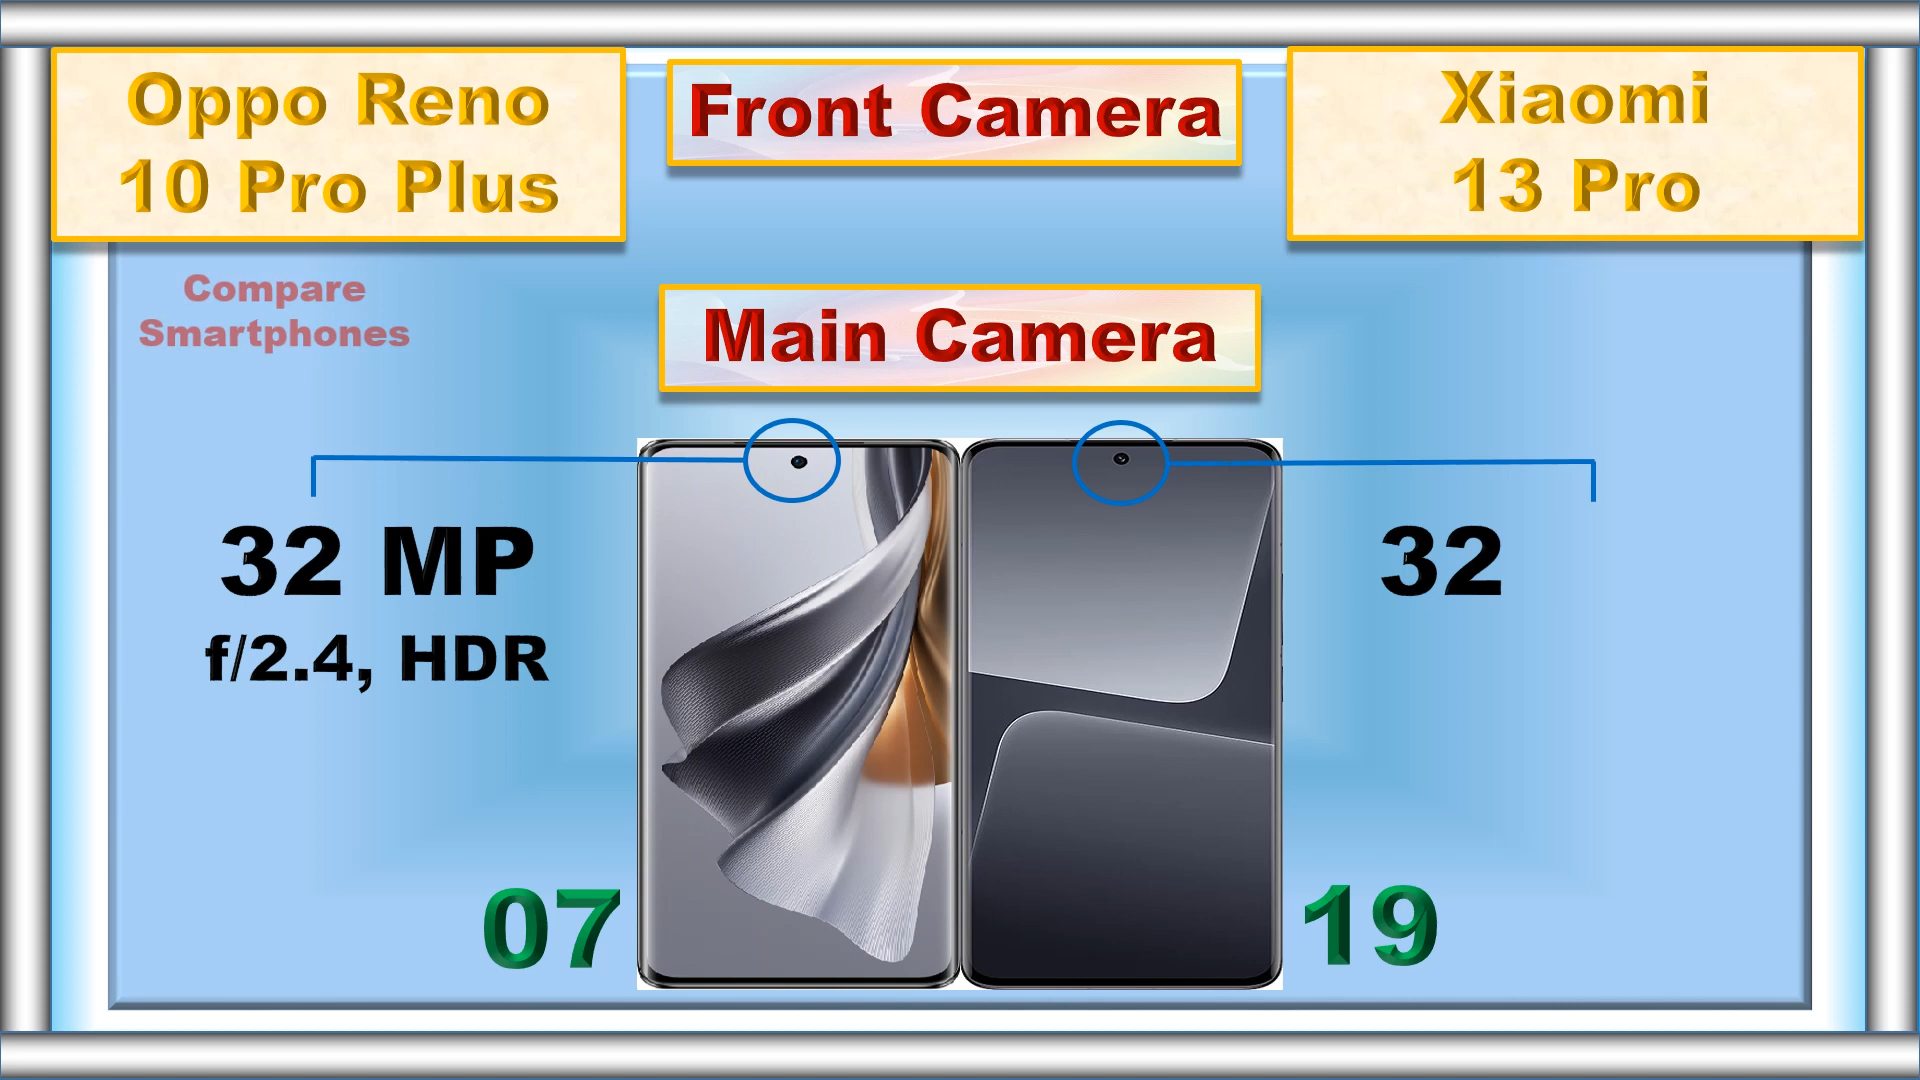 Oppo Reno
10 Pro Plus
Front Camera
Xiaomi
13 Pro
Compare
Smartphones
Main Camera
32 MP
f/2.4, HDR
32
07
19